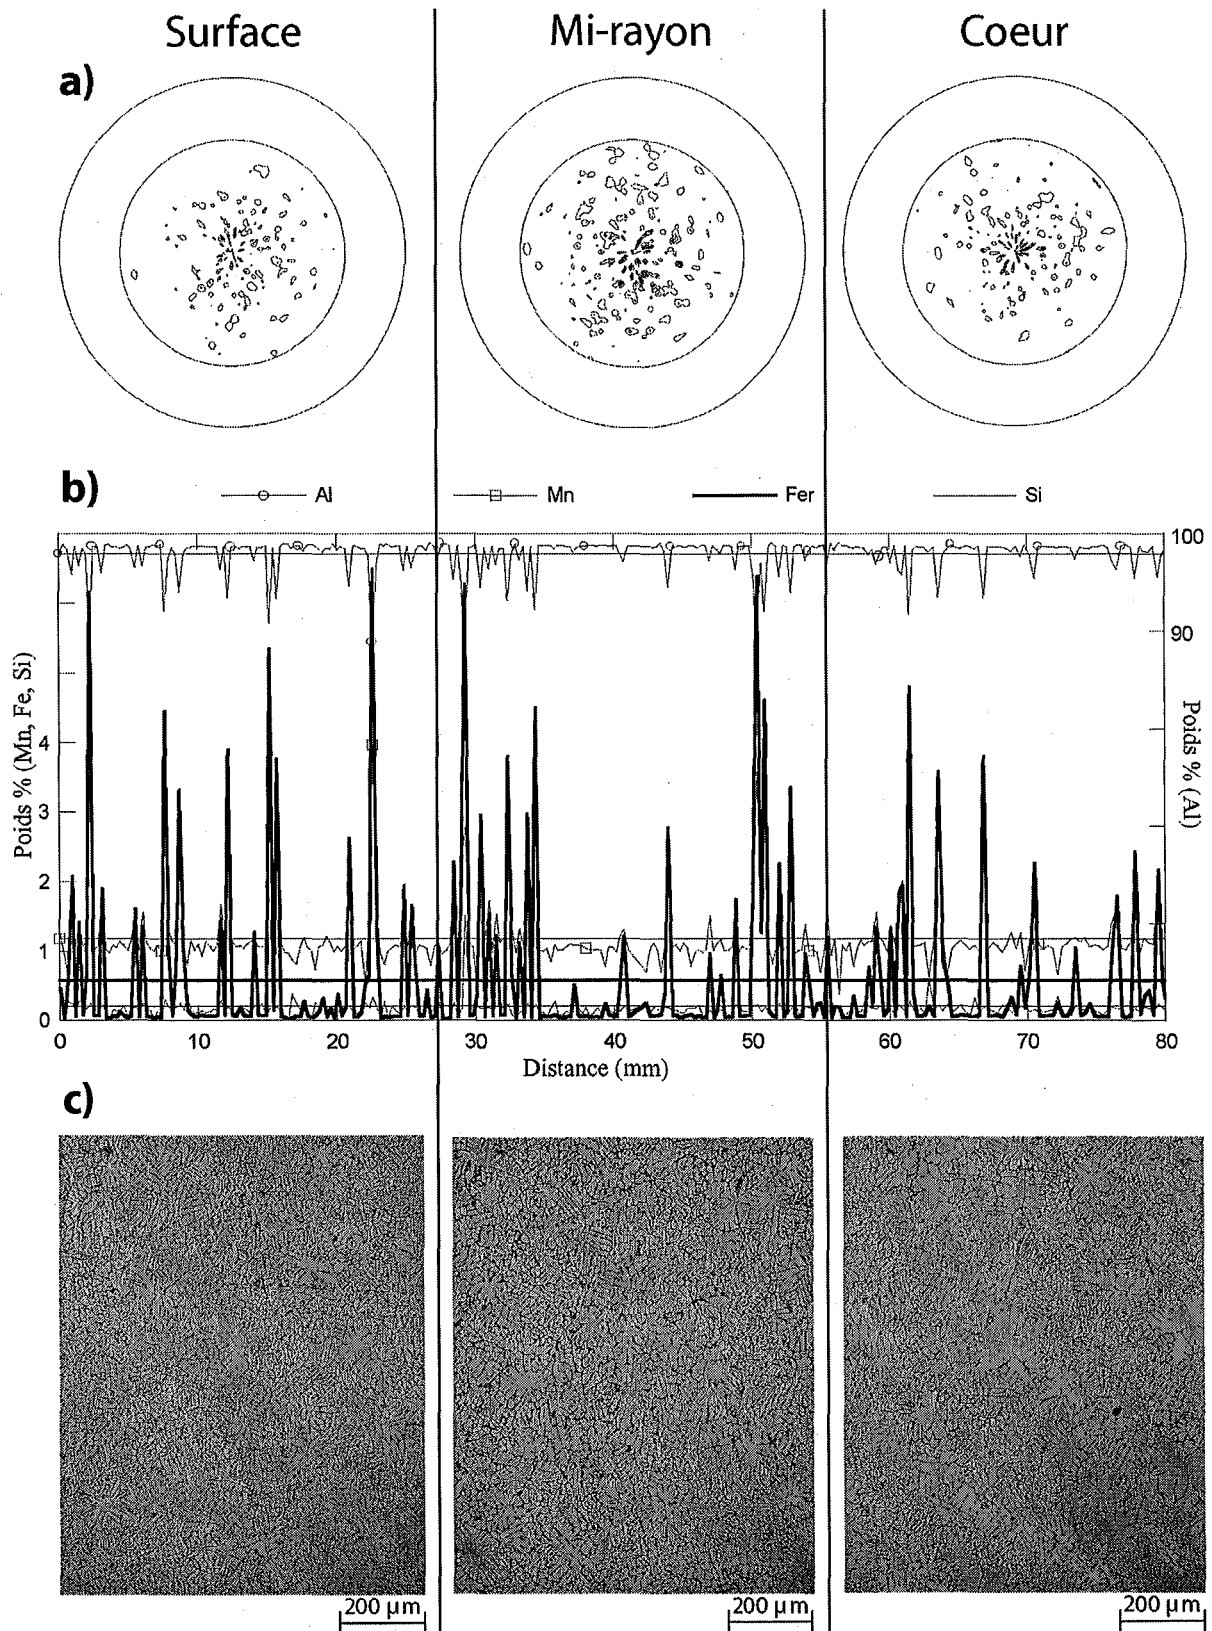 Surface Mi-rayon Coeur
a)
b)
Al Mn Fer Si
100
90
4
3
2
1
0
Poids % (Mn, Fe, Si)
Poids % (Al)
0 10 20 30 40 50 60 70 80
Distance (mm)
c)
200 µm 200 µm 200 µm